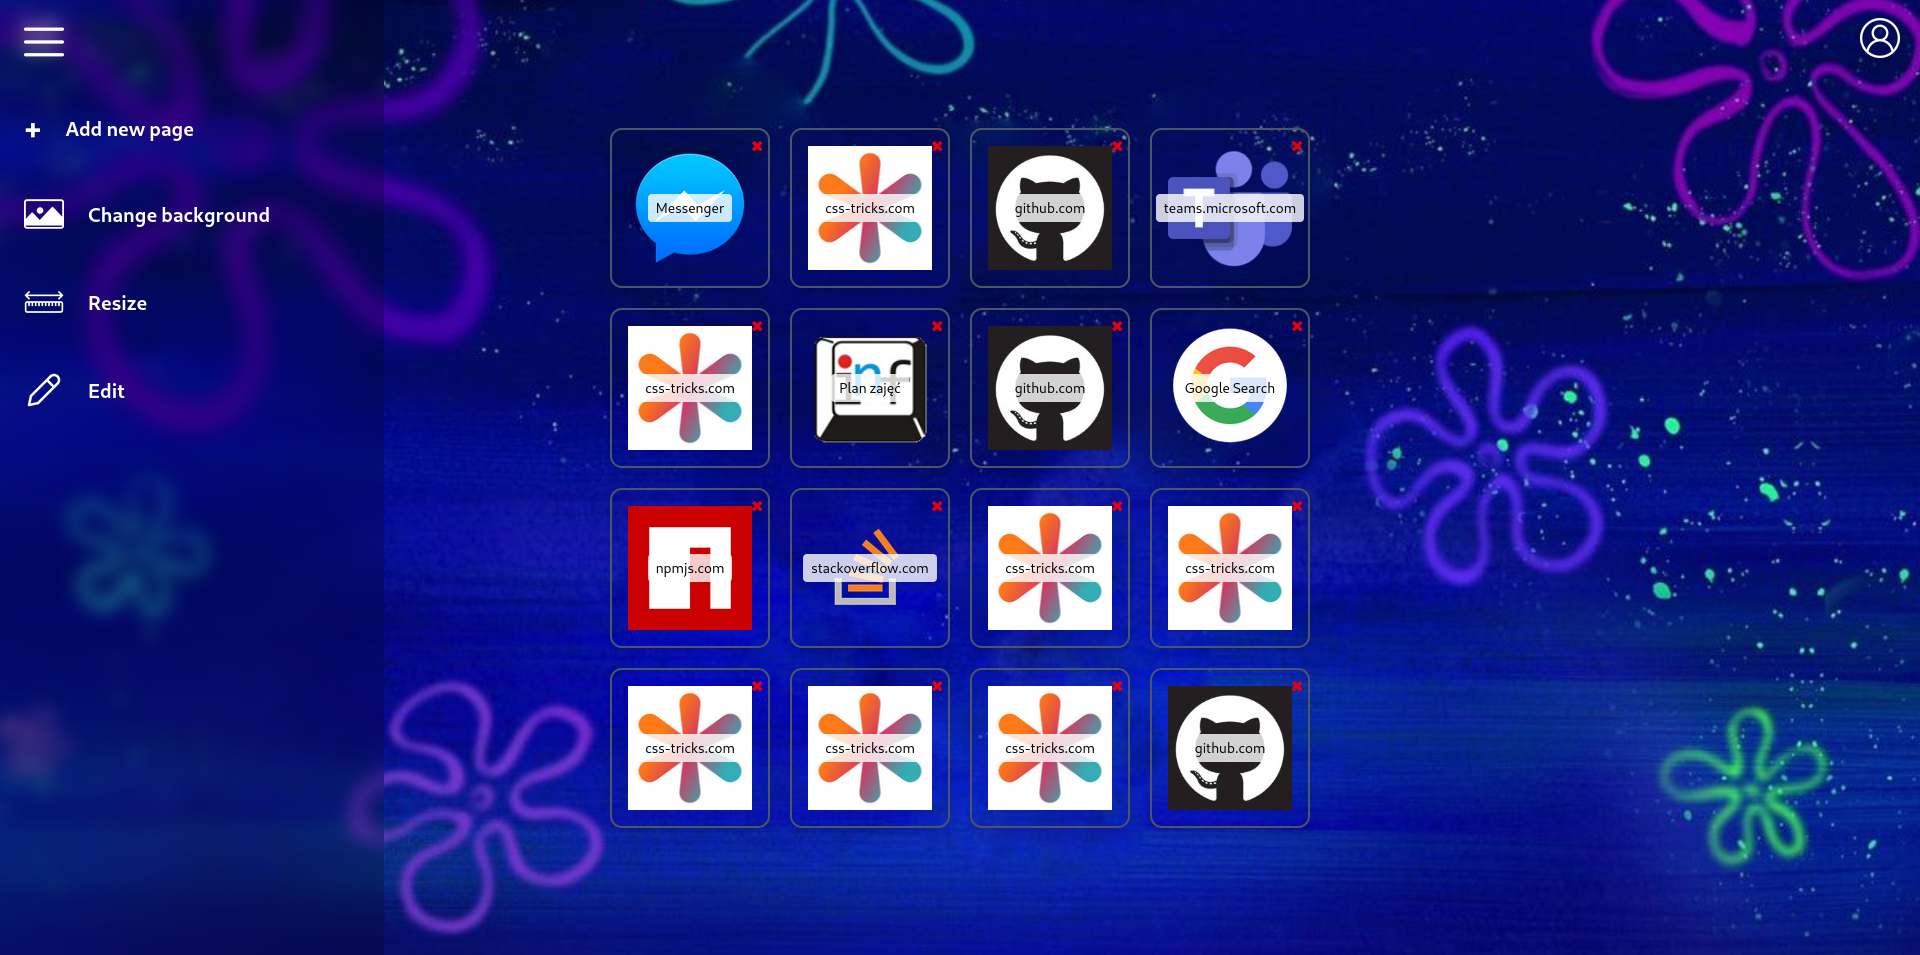 Add new page
Change background
Resize
Edit
Messenger
css-tricks.com
github.com
T
teams.microsoft.com
css-tricks.com
inf
Plan zajęć
github.com
Google Search
npmjs.com
stackoverflow.com
css-tricks.com
css-tricks.com
css-tricks.com
css-tricks.com
css-tricks.com
github.com